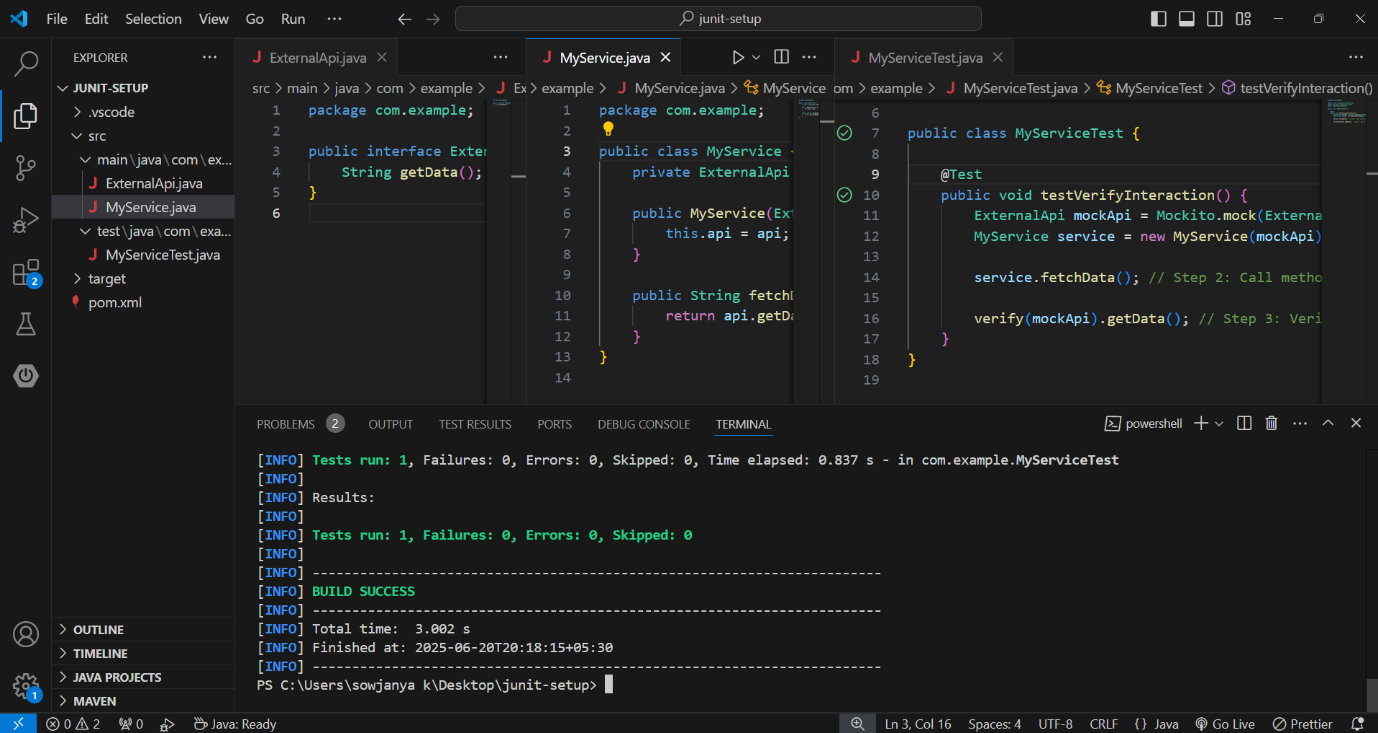 File Edit Selection View Go Run ···
junit-setup
EXPLORER
JUNIT-SETUP
.vscode
src
main\java\com\ex...
ExternalApi.java
MyService.java
test\java\com\exa...
MyServiceTest.java
target
pom.xml
2
OUTLINE
TIMELINE
JAVA PROJECTS
MAVEN
1
ExternalApi.java
src > main > java > com > example > Ex
1 package com.example;
2
3 public interface Exter
4 String getData();
5 }
6
MyService.java
example > MyService.java > MyService
1 package com.example;
2
3 public class MyService {
4 private ExternalApi
5
6 public MyService(Ext
7 this.api = api;
8 }
9
10 public String fetchD
11 return api.getDa
12 }
13 }
14
MyServiceTest.java
om > example > MyServiceTest.java > MyServiceTest > testVerifyInteraction()
6
7 public class MyServiceTest {
8
9 @Test
10 public void testVerifyInteraction() {
11 ExternalApi mockApi = Mockito.mock(Externa
12 MyService service = new MyService(mockApi)
13
14 service.fetchData(); // Step 2: Call metho
15
16 verify(mockApi).getData(); // Step 3: Veri
17 }
18 }
19
PROBLEMS 2 OUTPUT TEST RESULTS PORTS DEBUG CONSOLE TERMINAL
powershell
[INFO] Tests run: 1, Failures: 0, Errors: 0, Skipped: 0, Time elapsed: 0.837 s - in com.example.MyServiceTest
[INFO]
[INFO] Results:
[INFO]
[INFO] Tests run: 1, Failures: 0, Errors: 0, Skipped: 0
[INFO]
[INFO] ------------------------------------------------------------------------
[INFO] BUILD SUCCESS
[INFO] ------------------------------------------------------------------------
[INFO] Total time:  3.002 s
[INFO] Finished at: 2025-06-20T20:18:15+05:30
[INFO] ------------------------------------------------------------------------
PS C:\Users\sowjanya k\Desktop\junit-setup>
0 2 0 Java: Ready Ln 3, Col 16 Spaces: 4 UTF-8 CRLF {} Java Go Live Prettier